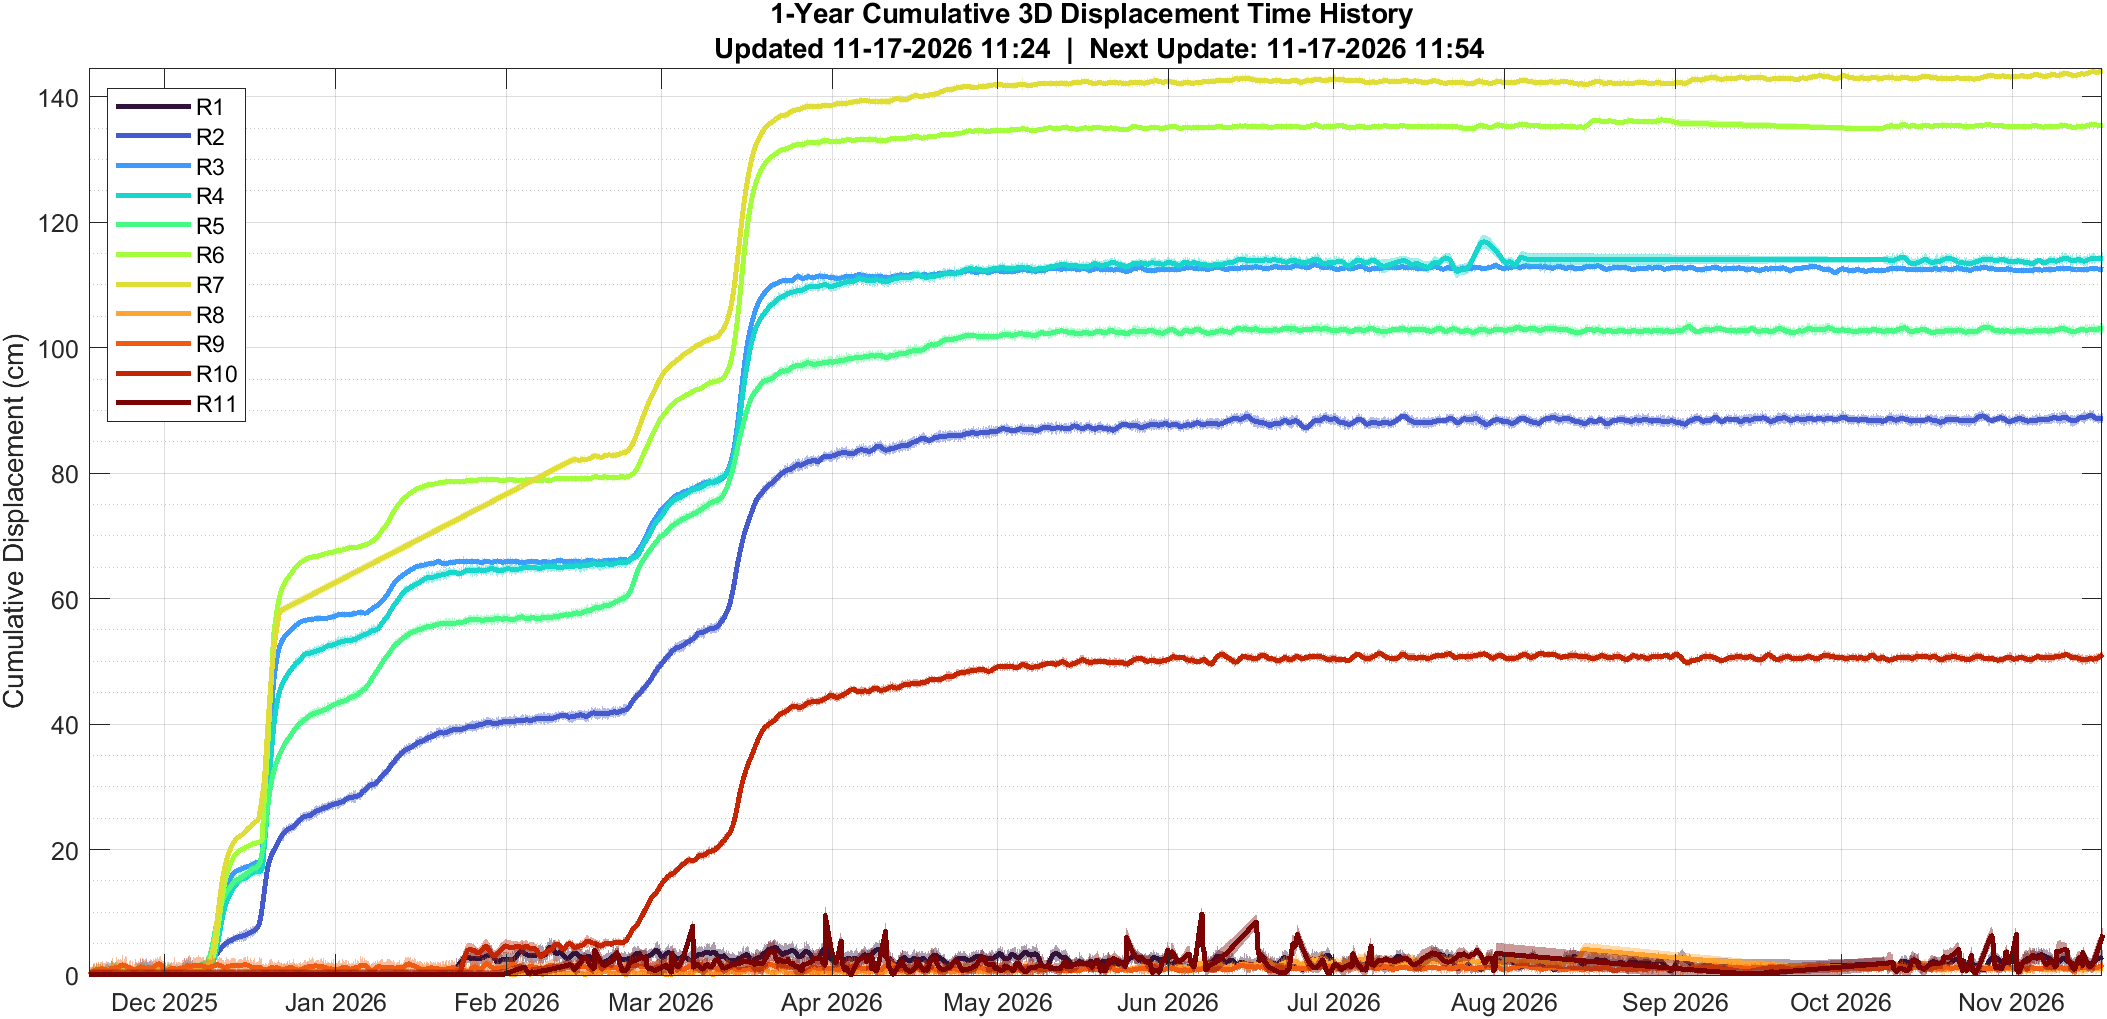 1-Year Cumulative 3D Displacement Time History
Updated 11-17-2026 11:24 | Next Update: 11-17-2026 11:54
Cumulative Displacement (cm)
140
120
100
80
60
40
20
0
R1
R2
R3
R4
R5
R6
R7
R8
R9
R10
R11
Dec 2025 Jan 2026 Feb 2026 Mar 2026 Apr 2026 May 2026 Jun 2026 Jul 2026 Aug 2026 Sep 2026 Oct 2026 Nov 2026